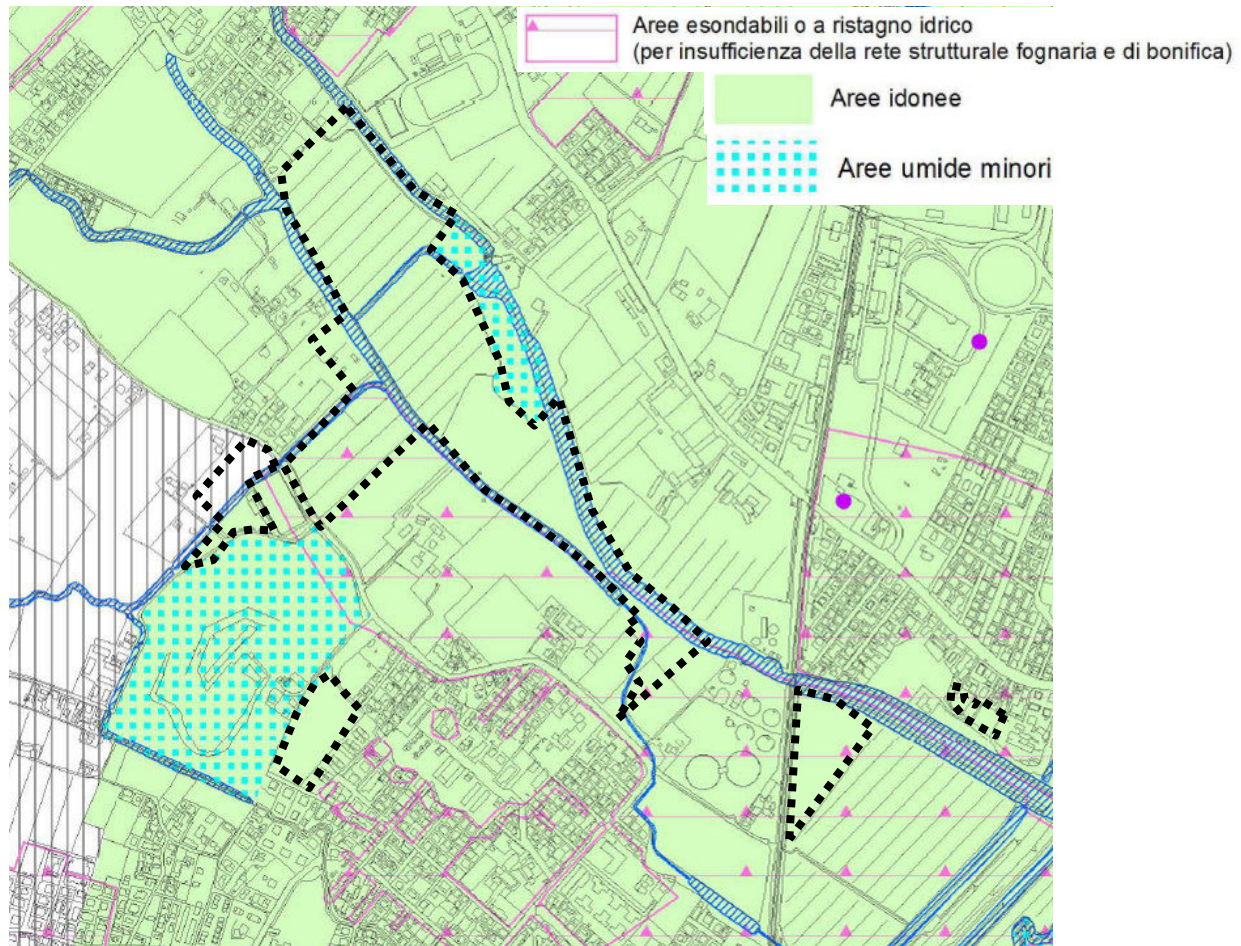 Aree esondabili o a ristagno idrico
(per insufficienza della rete strutturale fognaria e di bonifica)
Aree idonee
Aree umide minori